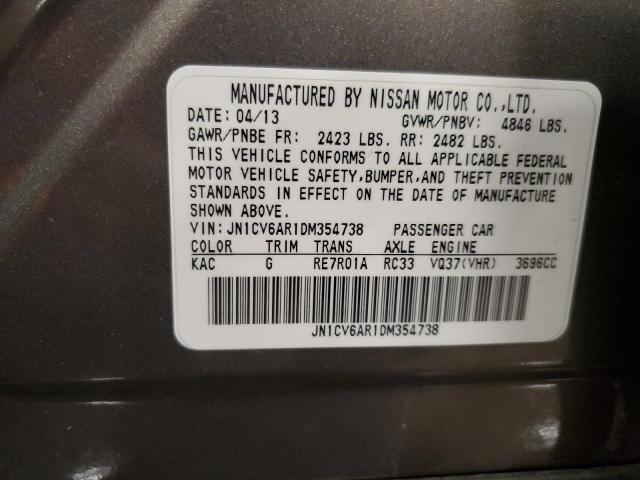 MANUFACTURED BY NISSAN MOTOR CO.,LTD.
DATE: 04/13 GVWR/PNBV: 4846 LBS.
GAWR/PNBE FR: 2423 LBS. RR: 2482 LBS.
THIS VEHICLE CONFORMS TO ALL APPLICABLE FEDERAL
MOTOR VEHICLE SAFETY,BUMPER,AND THEFT PREVENTION
STANDARDS IN EFFECT ON THE DATE OF MANUFACTURE
SHOWN ABOVE.
VIN:JN1CV6AR1DM354738 PASSENGER CAR
COLOR TRIM TRANS AXLE ENGINE
KAC G RE7R01A RC33 VQ37(VHR) 3696CC
JN1CV6AR1DM354738